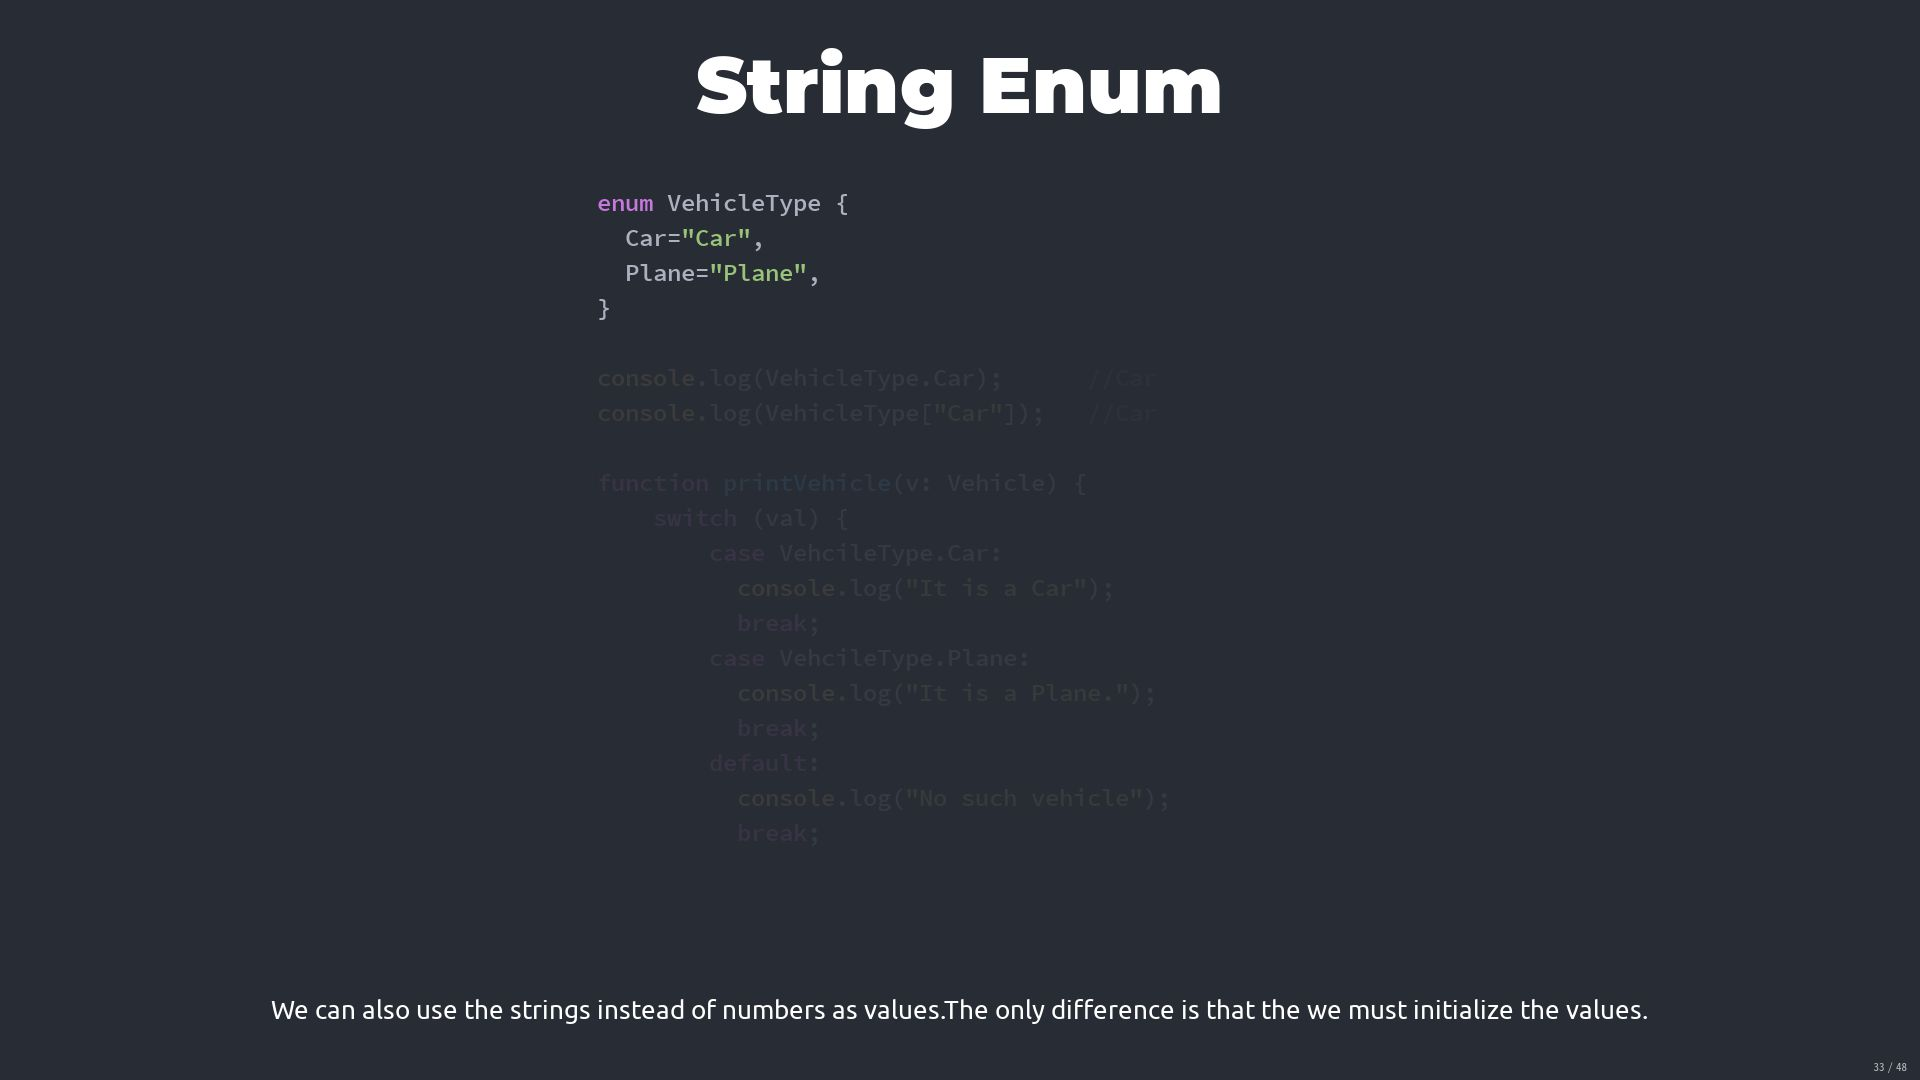 String Enum
enum VehicleType {
  Car="Car",
  Plane="Plane",
}
console.log(VehicleType.Car);      //Car
console.log(VehicleType["Car"]);   //Car
function printVehicle(v: Vehicle) {
    switch (val) {
        case VehcileType.Car:
          console.log("It is a Car");
          break;
        case VehcileType.Plane:
          console.log("It is a Plane.");
          break;
        default:
          console.log("No such vehicle");
          break;
We can also use the strings instead of numbers as values.The only difference is that the we must initialize the values.
33 / 48